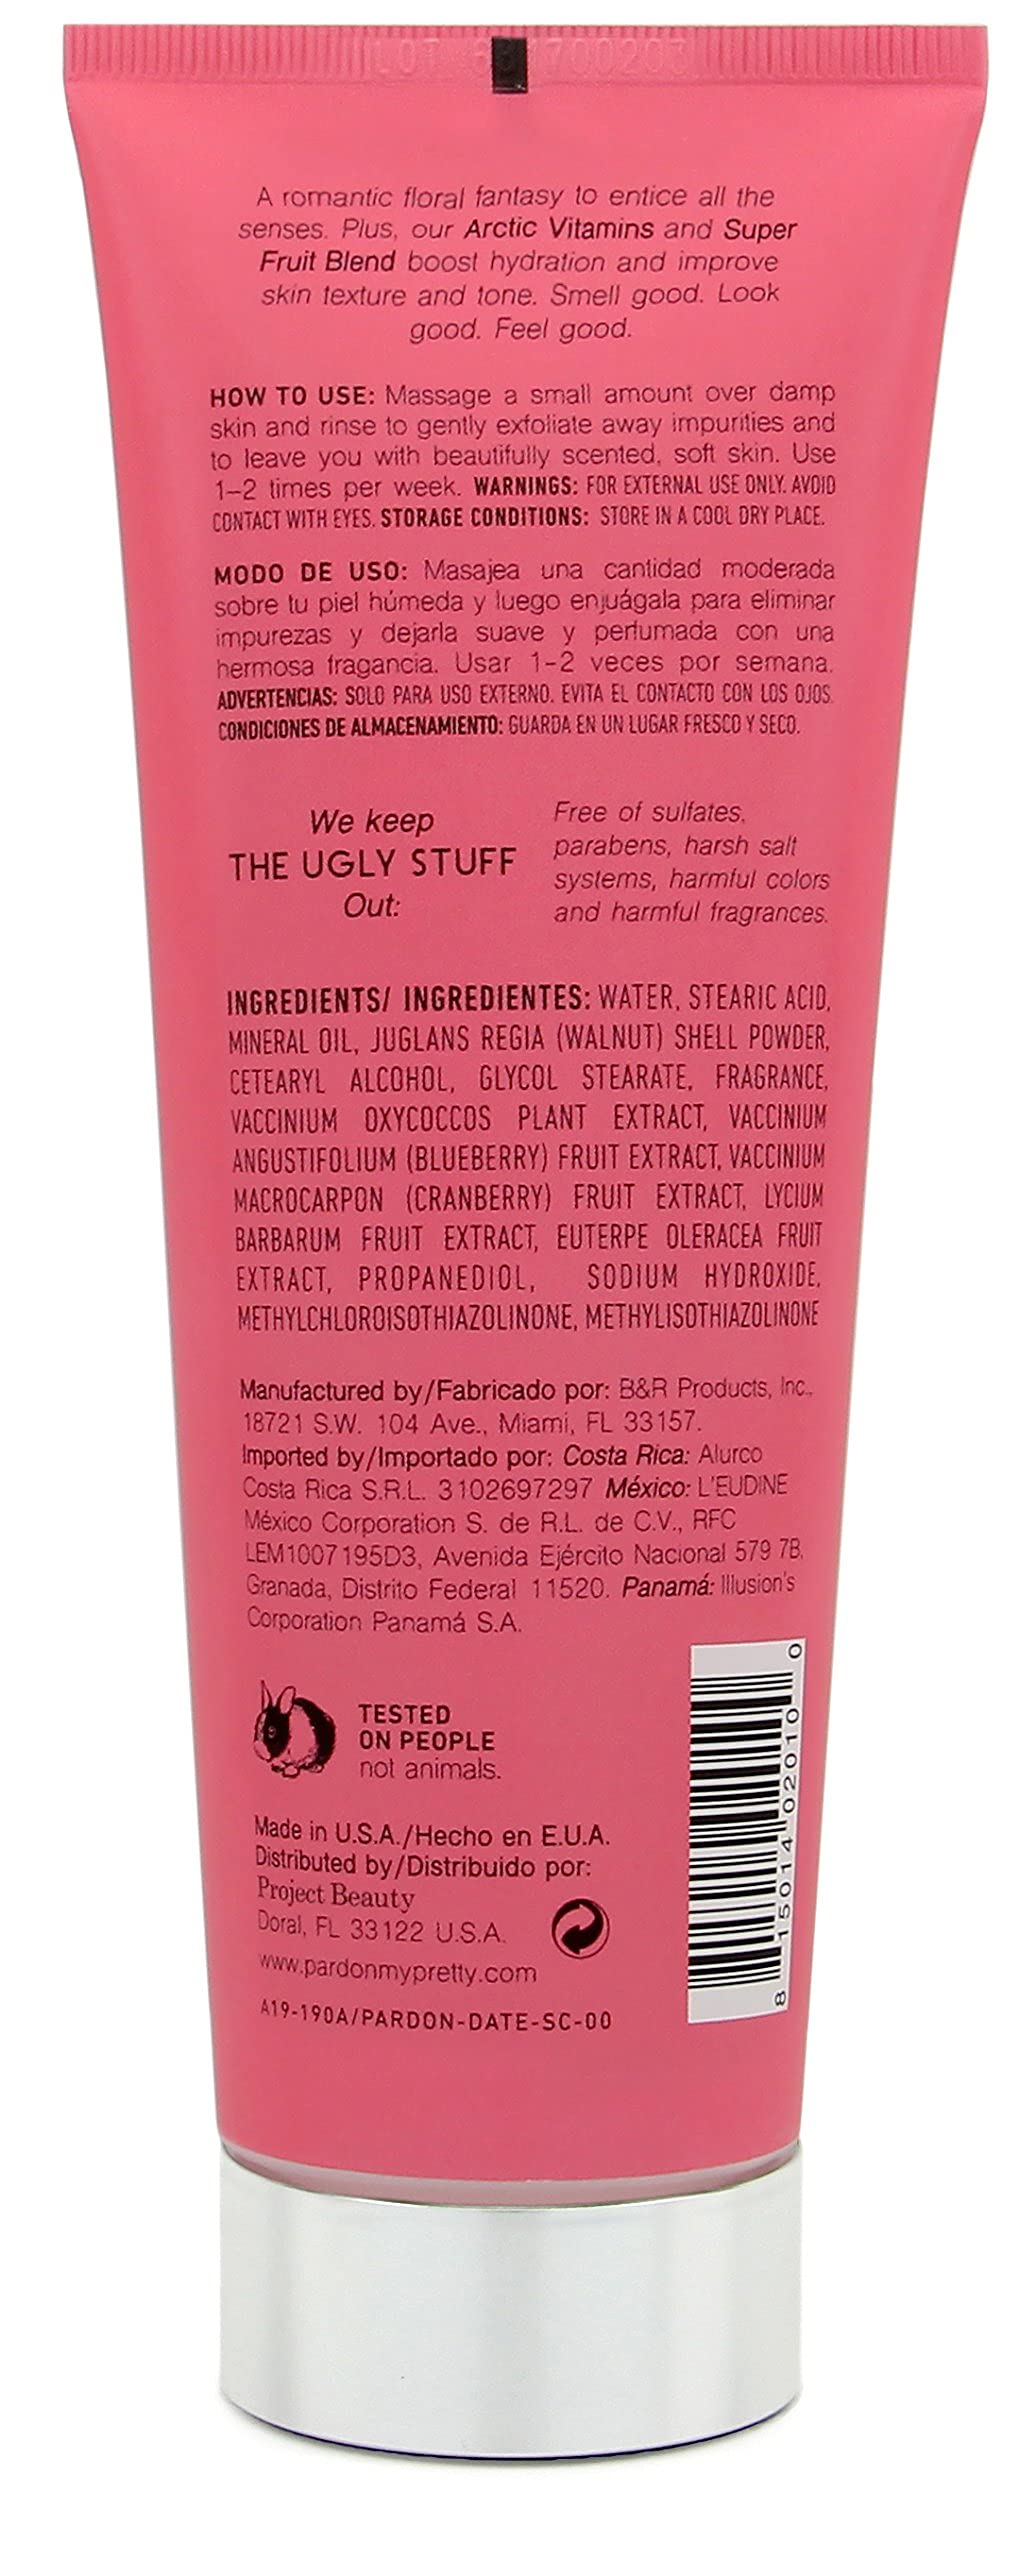 A romantic floral fantasy to entice all the
senses. Plus, our Arctic Vitamins and Super
Fruit Blend boost hydration and improve
skin texture and tone. Smell good. Look
good. Feel good.
HOW TO USE: Massage a small amount over damp
skin and rinse to gently exfoliate away impurities and
to leave you with beautifully scented, soft skin. Use
1–2 times per week. WARNINGS: FOR EXTERNAL USE ONLY. AVOID
CONTACT WITH EYES. STORAGE CONDITIONS: STORE IN A COOL DRY PLACE.
MODO DE USO: Masajea una cantidad moderada
sobre tu piel húmeda y luego enjuágala para eliminar
impurezas y dejarla suave y perfumada con una
hermosa fragancia. Usar 1-2 veces por semana.
ADVERTENCIAS: SOLO PARA USO EXTERNO. EVITA EL CONTACTO CON LOS OJOS.
CONDICIONES DE ALMACENAMIENTO: GUARDA EN UN LUGAR FRESCO Y SECO.
We keep
THE UGLY STUFF
Out:
Free of sulfates,
parabens, harsh salt
systems, harmful colors
and harmful fragrances.
INGREDIENTS/ INGREDIENTES: WATER, STEARIC ACID,
MINERAL OIL, JUGLANS REGIA (WALNUT) SHELL POWDER,
CETEARYL ALCOHOL, GLYCOL STEARATE, FRAGRANCE,
VACCINIUM OXYCOCCOS PLANT EXTRACT, VACCINIUM
ANGUSTIFOLIUM (BLUEBERRY) FRUIT EXTRACT, VACCINIUM
MACROCARPON (CRANBERRY) FRUIT EXTRACT, LYCIUM
BARBARUM FRUIT EXTRACT, EUTERPE OLERACEA FRUIT
EXTRACT, PROPANEDIOL, SODIUM HYDROXIDE,
METHYLCHLOROISOTHIAZOLINONE, METHYLISOTHIAZOLINONE
Manufactured by/Fabricado por: B&R Products, Inc.,
18721 S.W. 104 Ave., Miami, FL 33157.
Imported by/Importado por: Costa Rica: Alurco
Costa Rica S.R.L. 3102697297 México: L'EUDINE
México Corporation S. de R.L. de C.V., RFC
LEM1007195D3, Avenida Ejército Nacional 579 7B,
Granada, Distrito Federal 11520. Panamá: Illusion's
Corporation Panamá S.A.
TESTED
ON PEOPLE
not animals.
Made in U.S.A./Hecho en E.U.A.
Distributed by/Distribuido por:
Project Beauty
Doral, FL 33122 U.S.A.
www.pardonmypretty.com
A19-190A/PARDON-DATE-SC-00
8 15014 02010 0